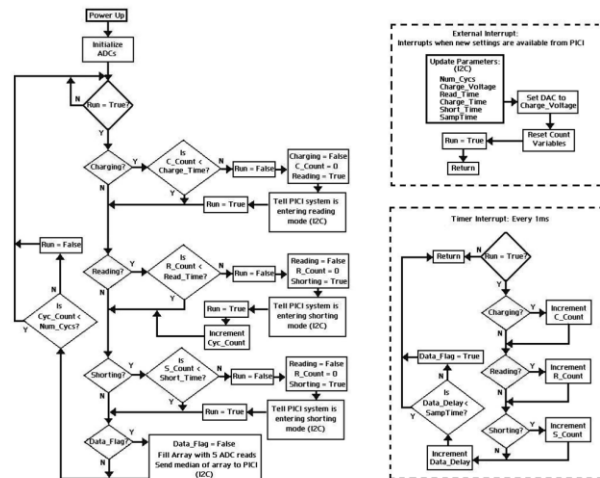 Power Up
Initialize
ADCs
N
Run = True?
Y
Charging?
Y
N
Is
C_Count <
Charge_Time?
N
Y
Run = False
Charging = False
C_Count = 0
Reading = True
Run = True
Tell PICI system is
entering reading
mode (I2C)
Reading?
Y
N
Is
R_Count <
Read_Time?
N
Y
Run = False
Reading = False
R_Count = 0
Shorting = True
Run = True
Tell PICI system is
entering shorting
mode (I2C)
Increment
Cyc_Count
Run = False
N
Is
Cyc_Count <
Num_Cycs?
Y
Shorting?
Y
N
Is
S_Count <
Short_Time?
N
Y
Run = False
Reading = False
R_Count = 0
Shorting = True
Run = True
Tell PICI system is
entering shorting
mode (I2C)
Data_Flag?
Y
N
Data_Flag = False
Fill Array with 5 ADC reads
Send median of array to PICI
(I2C)
External Interrupt:
Interrupts when new settings are available from PICI
Update Parameters:
(I2C)
Num_Cycs
Charge_Voltage
Read_Time
Charge_Time
Short_Time
SampTime
Set DAC to
Charge_Voltage
Reset Count
Variables
Run = True
Return
Timer Interrupt: Every 1ms
Return
N
Run = True?
Y
Charging?
Y
N
Increment
C_Count
Data_Flag = True
Reading?
Y
N
Increment
R_Count
N
Is
Data_Delay <
SampTime?
Y
Shorting?
Y
N
Increment
S_Count
Increment
Data_Delay